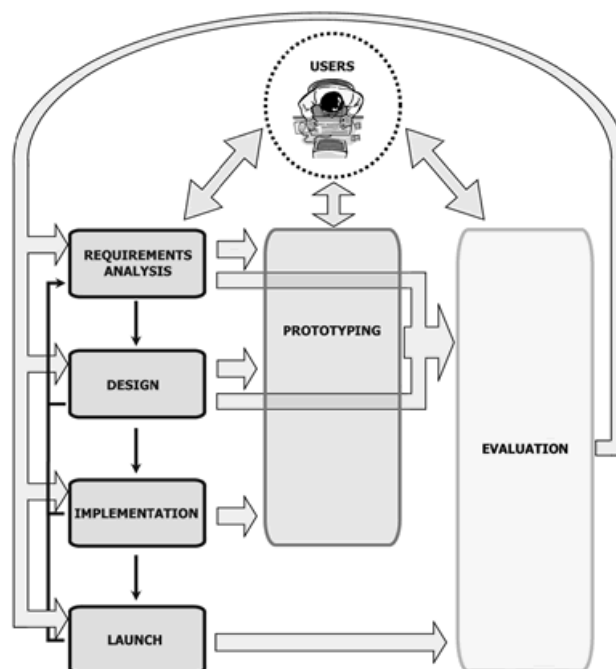 USERS
REQUIREMENTS
ANALYSIS
PROTOTYPING
DESIGN
EVALUATION
IMPLEMENTATION
LAUNCH